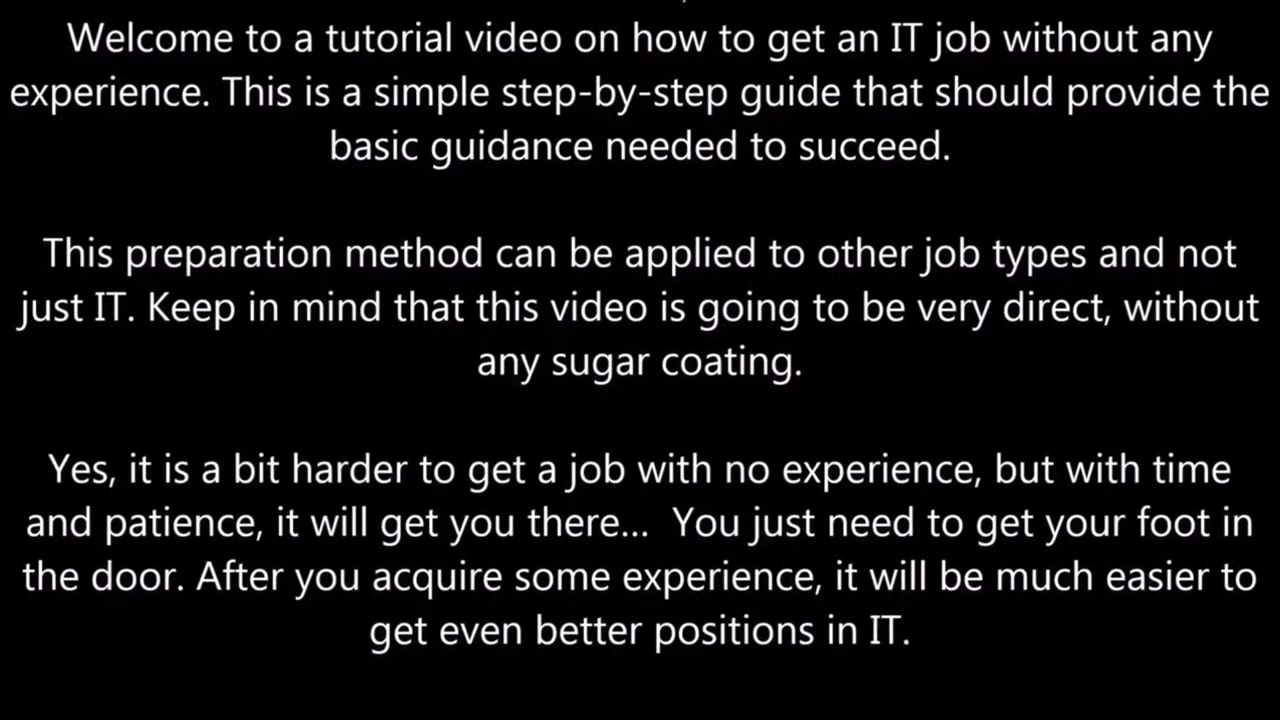 Welcome to a tutorial video on how to get an IT job without any
experience. This is a simple step-by-step guide that should provide the
basic guidance needed to succeed.
This preparation method can be applied to other job types and not
just IT. Keep in mind that this video is going to be very direct, without
any sugar coating.
Yes, it is a bit harder to get a job with no experience, but with time
and patience, it will get you there... You just need to get your foot in
the door. After you acquire some experience, it will be much easier to
get even better positions in IT.